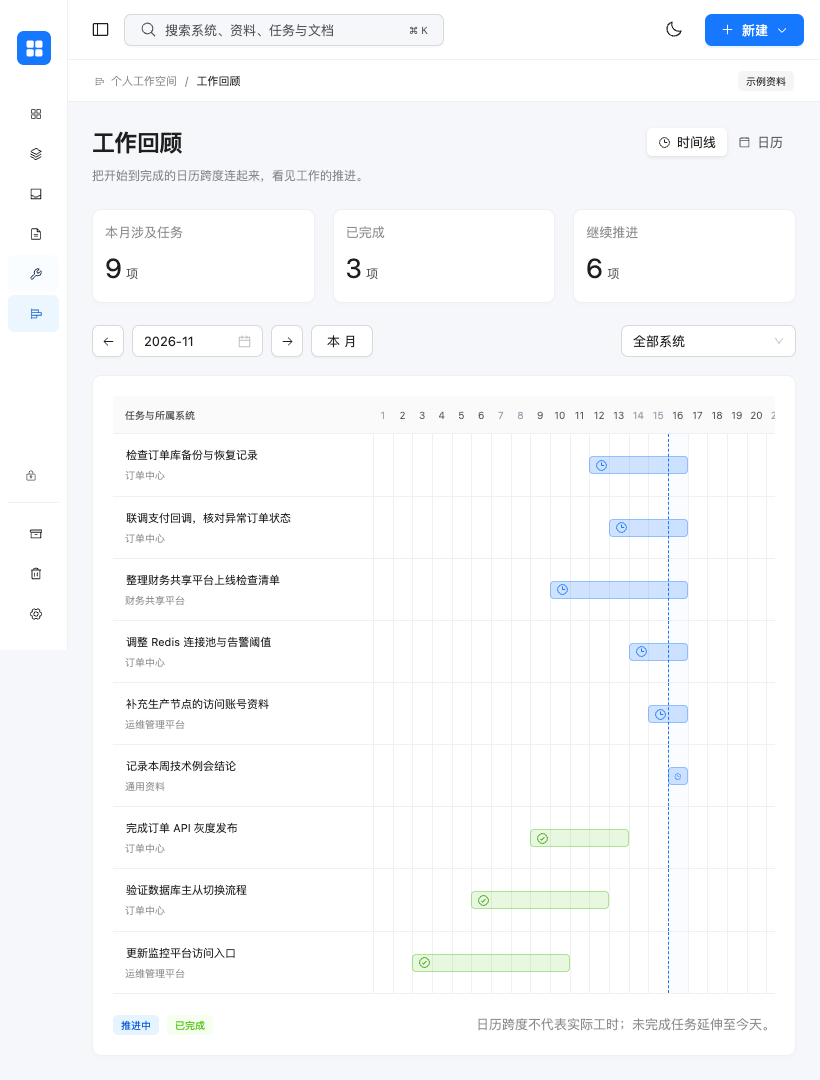 搜索系统、资料、任务与文档 ⌘ K
新建
个人工作空间 / 工作回顾
示例资料
工作回顾
时间线 日历
把开始到完成的日历跨度连起来，看见工作的推进。
本月涉及任务
9 项
已完成
3 项
继续推进
6 项
2026-11
本 月
全部系统
任务与所属系统 1 2 3 4 5 6 7 8 9 10 11 12 13 14 15 16 17 18 19 20
检查订单库备份与恢复记录
订单中心
联调支付回调，核对异常订单状态
订单中心
整理财务共享平台上线检查清单
财务共享平台
调整 Redis 连接池与告警阈值
订单中心
补充生产节点的访问账号资料
运维管理平台
记录本周技术例会结论
通用资料
完成订单 API 灰度发布
订单中心
验证数据库主从切换流程
订单中心
更新监控平台访问入口
运维管理平台
推进中 已完成
日历跨度不代表实际工时；未完成任务延伸至今天。